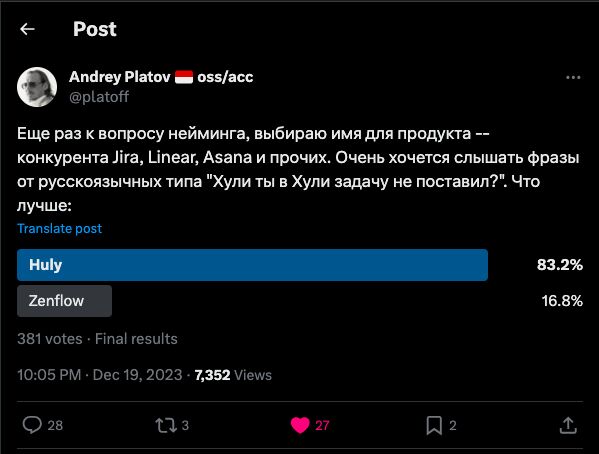 Post
Andrey Platov 🇮🇩 oss/acc
@platoff
Еще раз к вопросу нейминга, выбираю имя для продукта --
конкурента Jira, Linear, Asana и прочих. Очень хочется слышать фразы
от русскоязычных типа "Хули ты в Хули задачу не поставил?". Что
лучше:
Translate post
Huly 83.2%
Zenflow 16.8%
381 votes · Final results
10:05 PM · Dec 19, 2023 · 7,352 Views
28 3 27 2